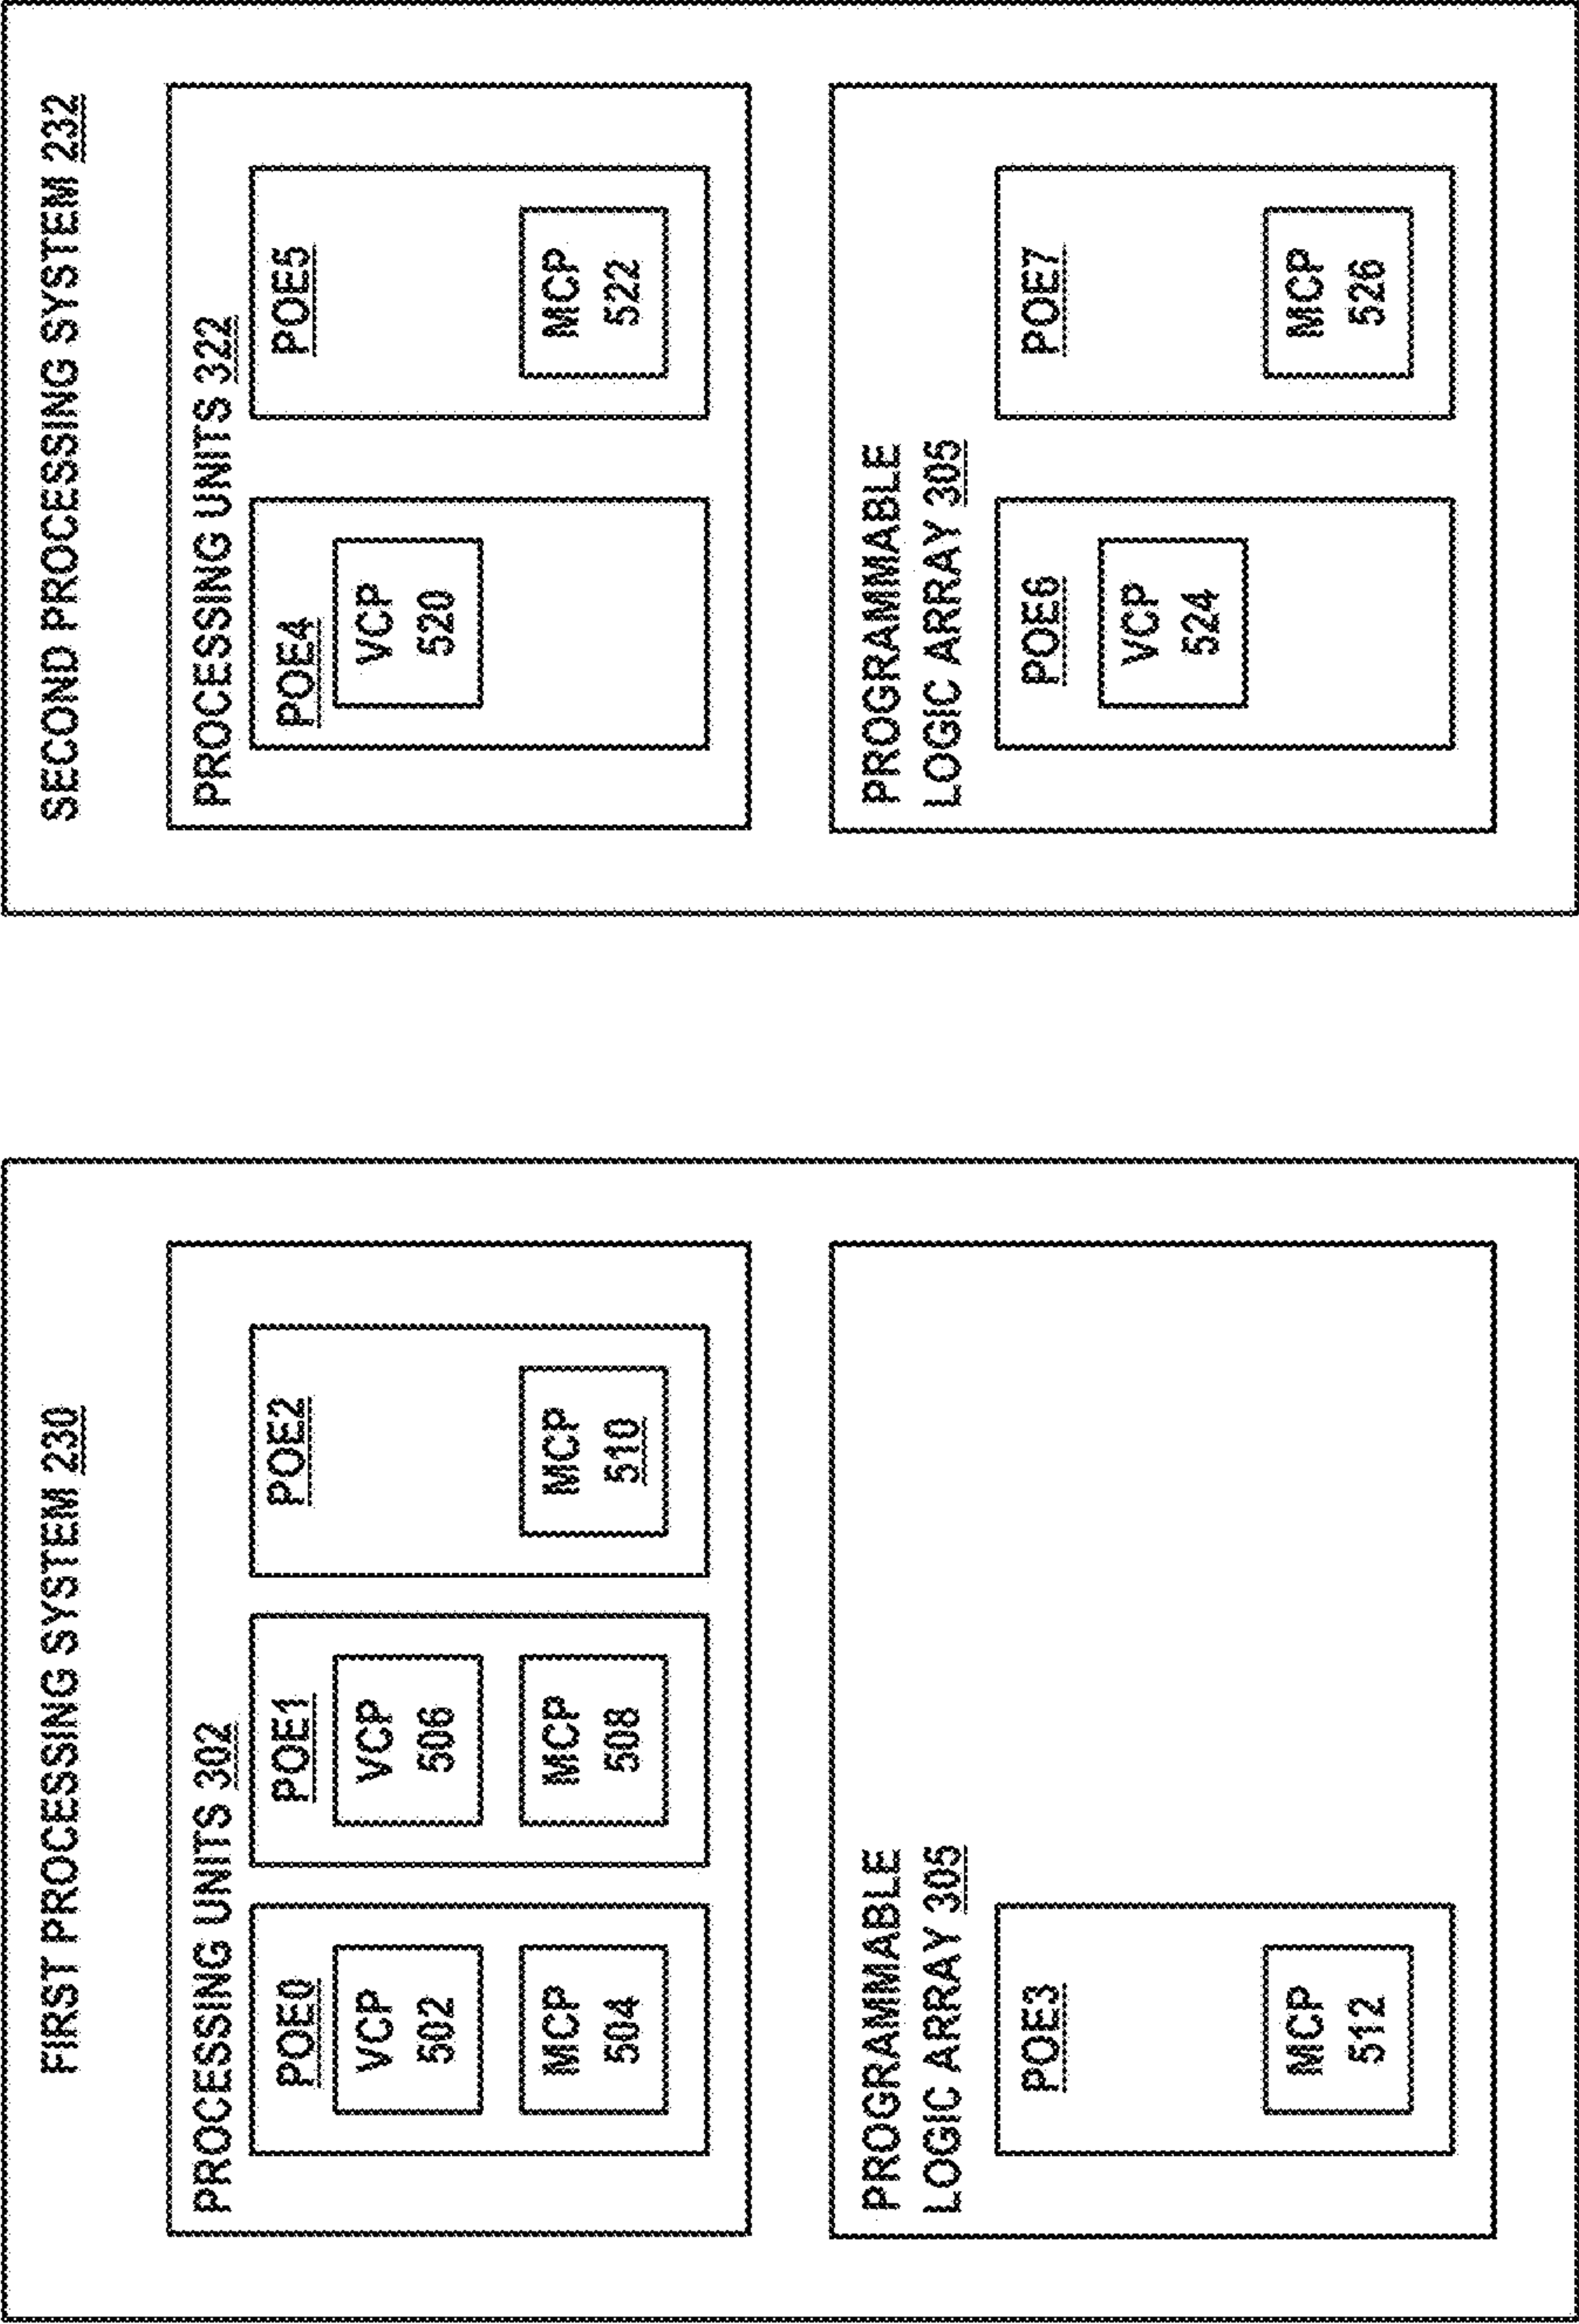 FIRST PROCESSING SYSTEM 230
PROCESSING UNITS 302
POE0
VCP
502
MCP
504
POE1
VCP
506
MCP
508
POE2
MCP
510
PROGRAMMABLE
LOGIC ARRAY 305
POE3
MCP
512
SECOND PROCESSING SYSTEM 232
PROCESSING UNITS 322
POE4
VCP
520
POE5
MCP
522
PROGRAMMABLE
LOGIC ARRAY 305
POE6
VCP
524
POE7
MCP
526